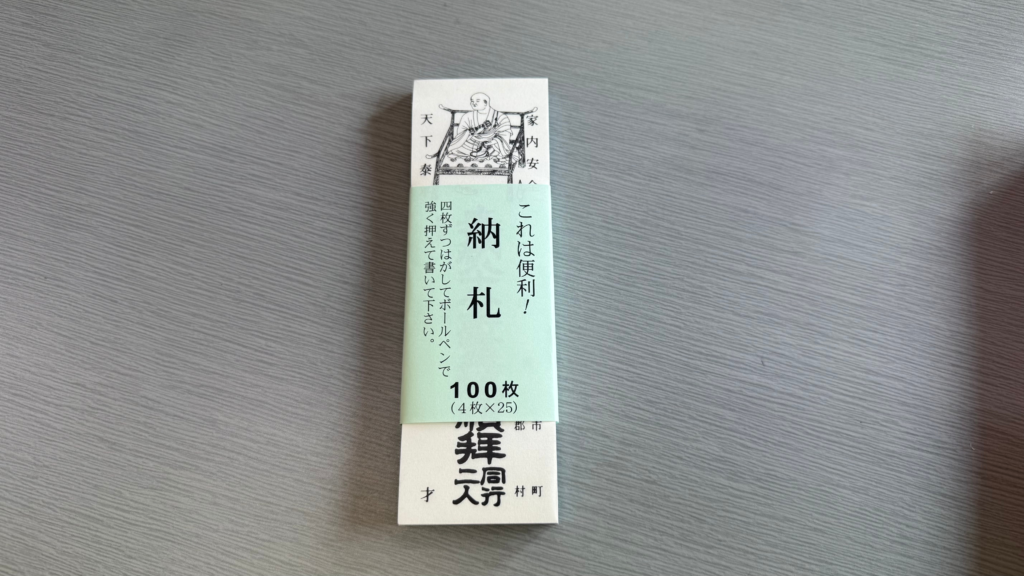 家内安
天下泰
これは便利！
納札
四枚ずつはがしてボールペンで
強く押えて書いて下さい。
100枚
(4枚×25)
拝
同行
二人
市
郡
町
村
才